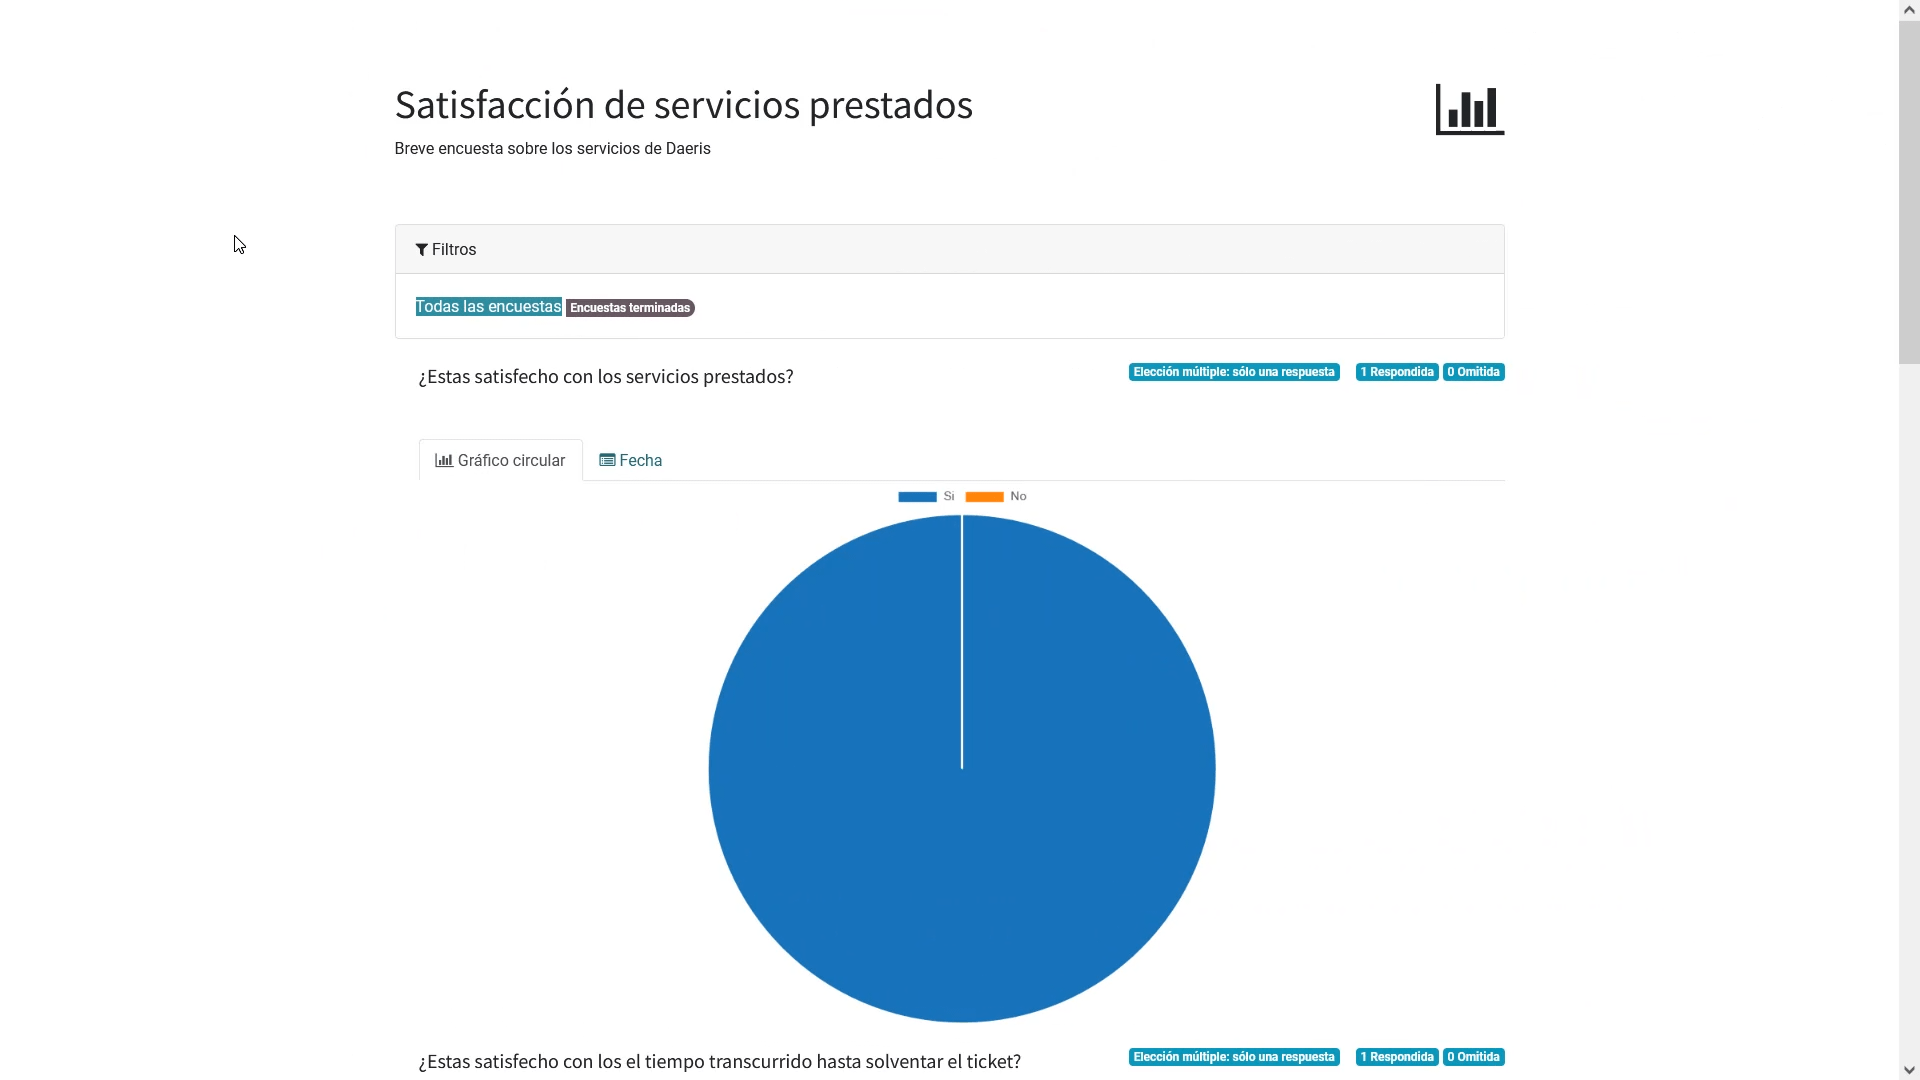 Satisfacción de servicios prestados
Breve encuesta sobre los servicios de Daeris
Filtros
Todas las encuestas Encuestas terminadas
¿Estas satisfecho con los servicios prestados? Elección múltiple: sólo una respuesta 1 Respondida 0 Omitida
Gráfico circular Fecha
Si No
¿Estas satisfecho con los el tiempo transcurrido hasta solventar el ticket? Elección múltiple: sólo una respuesta 1 Respondida 0 Omitida